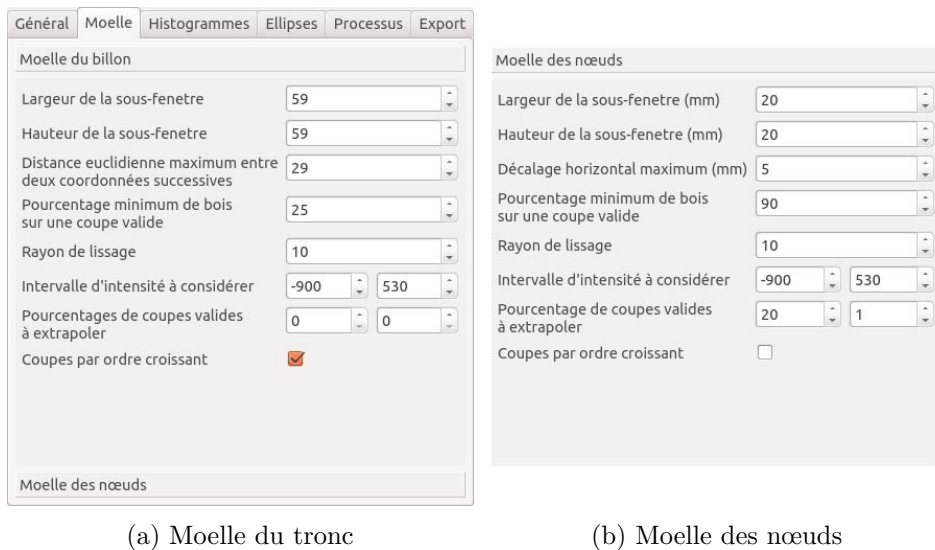 Général Moelle Histogrammes Ellipses Processus Export
Moelle du billon
Largeur de la sous-fenetre 59
Hauteur de la sous-fenetre 59
Distance euclidienne maximum entre
deux coordonnées successives 29
Pourcentage minimum de bois
sur une coupe valide 25
Rayon de lissage 10
Intervalle d'intensité à considérer -900 530
Pourcentages de coupes valides
à extrapoler 0 0
Coupes par ordre croissant
Moelle des nœuds
(a) Moelle du tronc
Moelle des nœuds
Largeur de la sous-fenetre (mm) 20
Hauteur de la sous-fenetre (mm) 20
Décalage horizontal maximum (mm) 5
Pourcentage minimum de bois
sur une coupe valide 90
Rayon de lissage 10
Intervalle d'intensité à considérer -900 530
Pourcentage de coupes valides
à extrapoler 20 1
Coupes par ordre croissant
(b) Moelle des nœuds